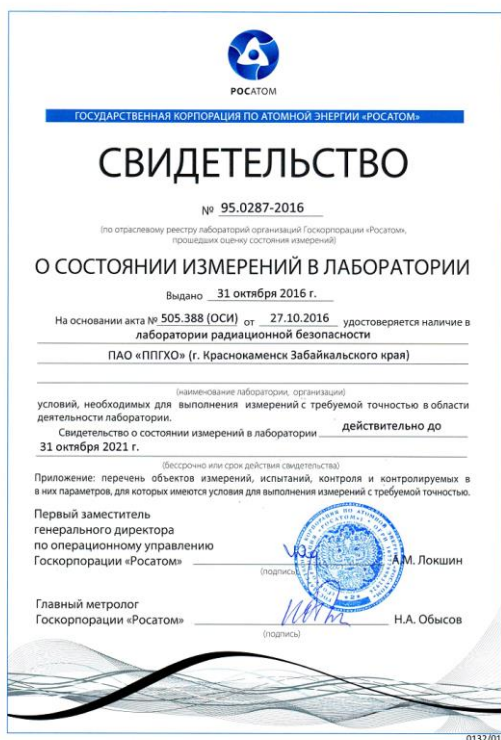 РОСАТОМ
ГОСУДАРСТВЕННАЯ КОРПОРАЦИЯ ПО АТОМНОЙ ЭНЕРГИИ «РОСАТОМ»
СВИДЕТЕЛЬСТВО
№ 95.0287-2016
(по отраслевому реестру лабораторий организаций Госкорпорации «Росатом»,
прошедших оценку состояния измерений)
О СОСТОЯНИИ ИЗМЕРЕНИЙ В ЛАБОРАТОРИИ
Выдано 31 октября 2016 г.
На основании акта № 505.388 (ОСИ) от 27.10.2016 удостоверяется наличие в
лаборатории радиационной безопасности
ПАО «ППГХО» (г. Краснокаменск Забайкальского края)
(наименование лаборатории, организации)
условий, необходимых для выполнения измерений с требуемой точностью в области
деятельности лаборатории.
Свидетельство о состоянии измерений в лаборатории действительно до
31 октября 2021 г.
(бессрочно или срок действия свидетельства)
Приложение: перечень объектов измерений, испытаний, контроля и контролируемых в
в них параметров, для которых имеются условия для выполнения измерений с требуемой точностью.
Первый заместитель
генерального директора
по операционному управлению
Госкорпорации «Росатом» А.М. Локшин
(подпись)
Главный метролог
Госкорпорации «Росатом» Н.А. Обысов
(подпись)
0132/01